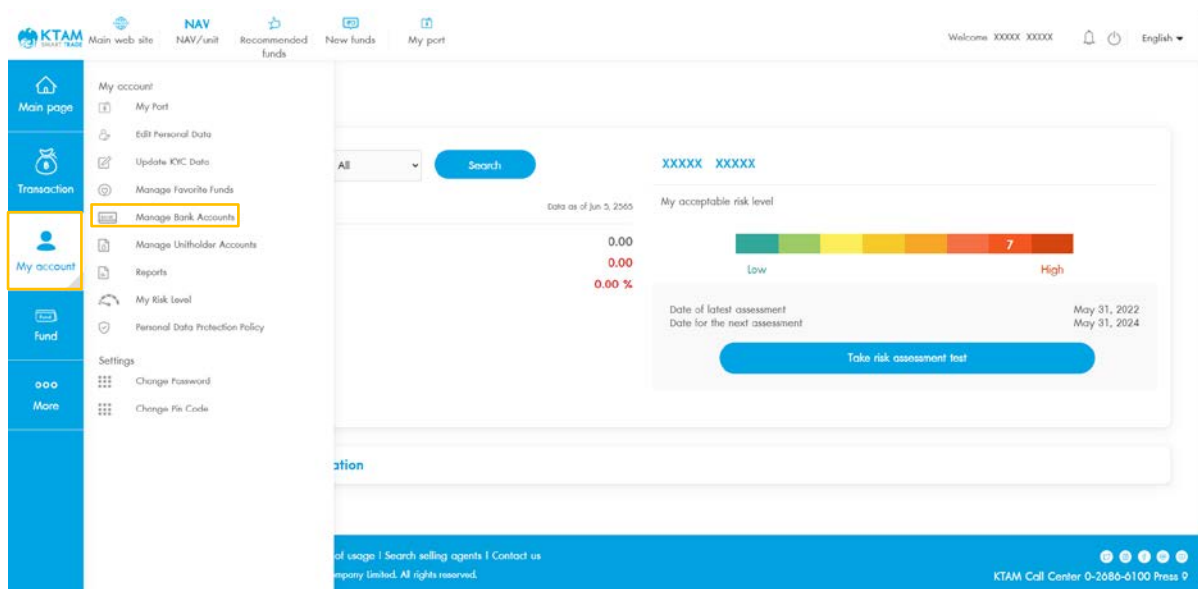 KTAM
SMART TRADE
Main web site
NAV
NAV/unit
Recommended
funds
New funds
My port
Welcome XXXXX XXXXX
English
Main page
Transaction
My account
Fund
More
My account
My Port
Edit Personal Data
Update KYC Data
Manage Favorite Funds
Manage Bank Accounts
Manage Unitholder Accounts
Reports
My Risk Level
Personal Data Protection Policy
Settings
Change Password
Change Pin Code
All
Search
Data as of Jun 5, 2565
0.00
0.00
0.00 %
XXXXX XXXXX
My acceptable risk level
7
Low
High
Date of latest assessment
May 31, 2022
Date for the next assessment
May 31, 2024
Take risk assessment test
ation
of usage | Search selling agents | Contact us
mpany Limited. All rights reserved.
KTAM Call Center 0-2686-6100 Press 9